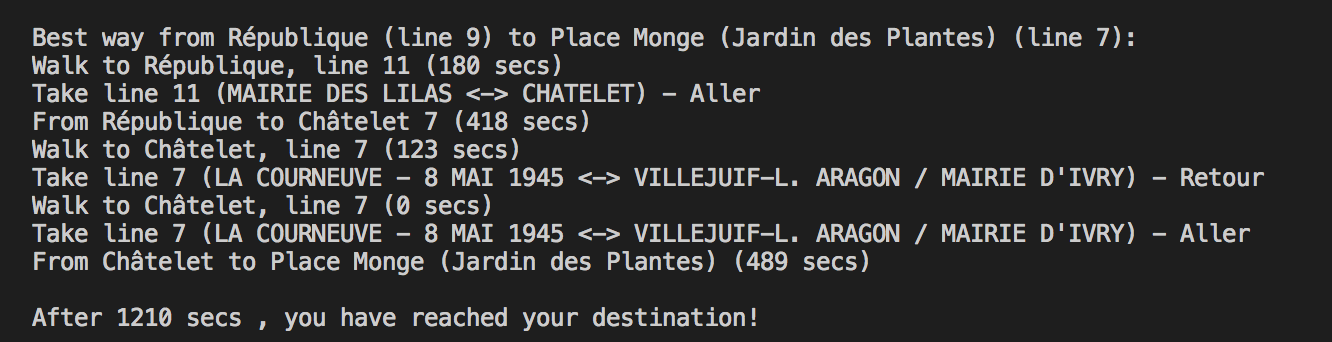 Best way from République (line 9) to Place Monge (Jardin des Plantes) (line 7):
Walk to République, line 11 (180 secs)
Take line 11 (MAIRIE DES LILAS <-> CHATELET) - Aller
From République to Châtelet 7 (418 secs)
Walk to Châtelet, line 7 (123 secs)
Take line 7 (LA COURNEUVE - 8 MAI 1945 <-> VILLEJUIF-L. ARAGON / MAIRIE D'IVRY) - Retour
Walk to Châtelet, line 7 (0 secs)
Take line 7 (LA COURNEUVE - 8 MAI 1945 <-> VILLEJUIF-L. ARAGON / MAIRIE D'IVRY) - Aller
From Châtelet to Place Monge (Jardin des Plantes) (489 secs)

After 1210 secs , you have reached your destination!